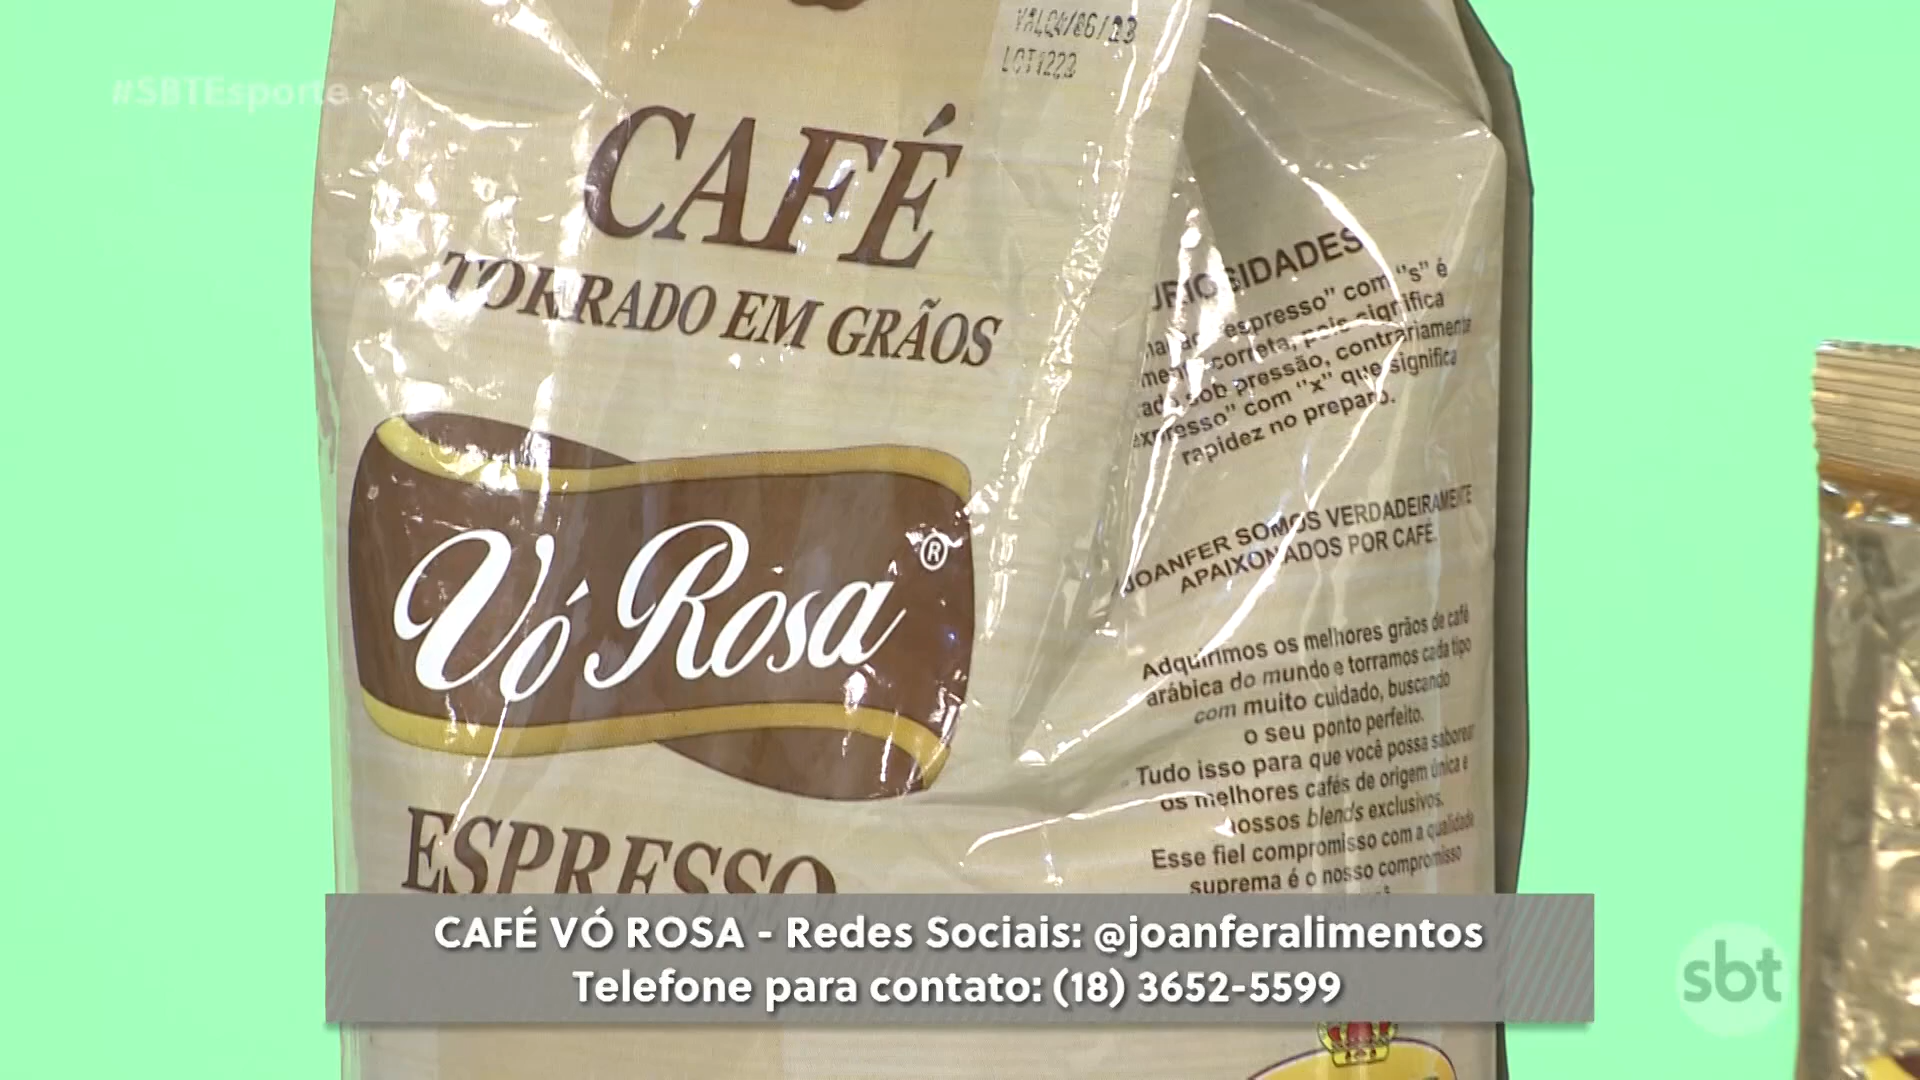 #SBTEsporte
LOT1222
CAFÉ
TORRADO EM GRÃOS
Vó Rosa®
ESPRESSO
espresso" com "s" é
correta, pois significa
sob pressão, contrariamente
com "x" que significa
rapidez no preparo.
JOANFER SOMOS VERDADEIRAMENTE
APAIXONADOS POR CAFÉ.
Adquirimos os melhores grãos de café
arábica do mundo e torramos cada tipo
com muito cuidado, buscando
o seu ponto perfeito.
Tudo isso para que você possa saborear
os melhores cafés de origem única e
nossos blends exclusivos.
Esse fiel compromisso com a qualidade
suprema é o nosso compromisso
CAFÉ VÓ ROSA - Redes Sociais: @joanferalimentos
Telefone para contato: (18) 3652-5599
sbt